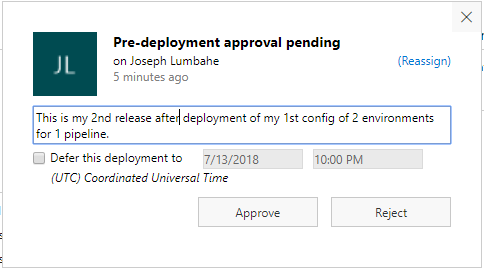 JL
Pre-deployment approval pending
on Joseph Lumbahe
(Reassign)
5 minutes ago
This is my 2nd release after deployment of my 1st config of 2 environments
for 1 pipeline.
Defer this deployment to 7/13/2018 10:00 PM
(UTC) Coordinated Universal Time
Approve Reject